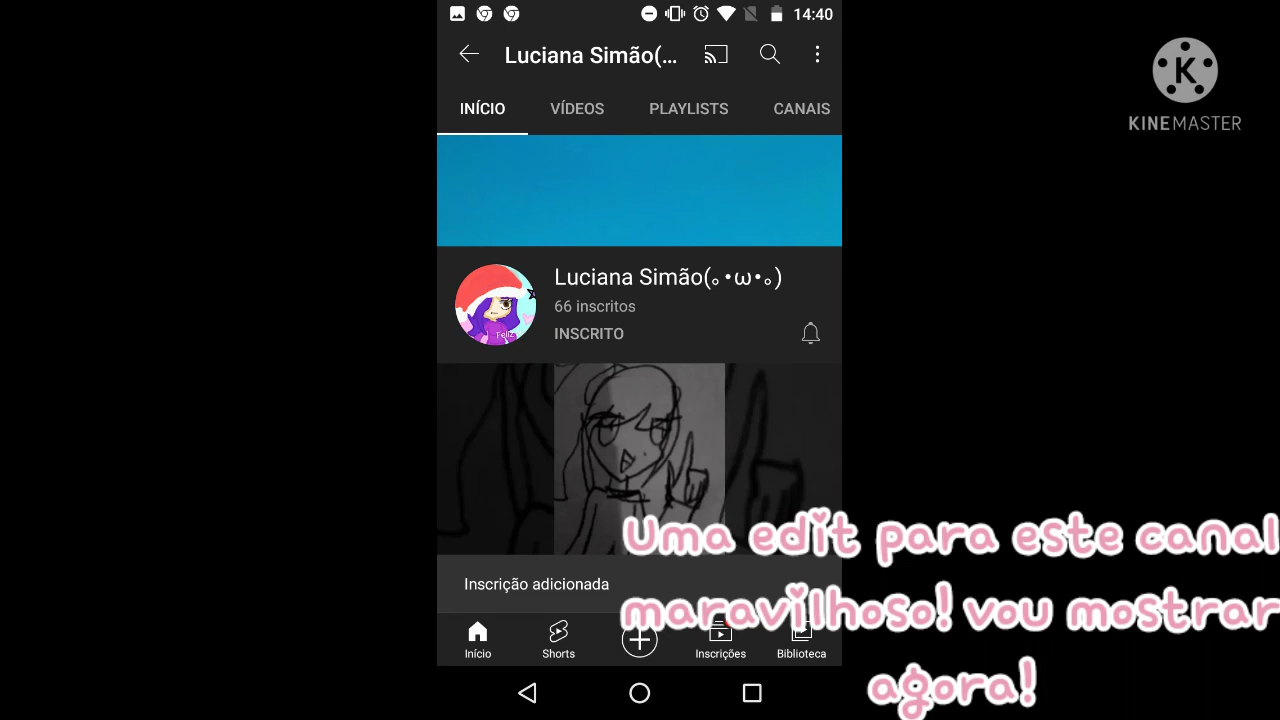 14:40
Luciana Simão(...
INÍCIO VÍDEOS PLAYLISTS CANAIS
K
KINEMASTER
Luciana Simão(｡•ω•｡)
66 inscritos
INSCRITO
Feliz
Uma edit para este canal
maravilhoso! vou mostrar
agora!
Inscrição adicionada
Início Shorts Inscrições Biblioteca